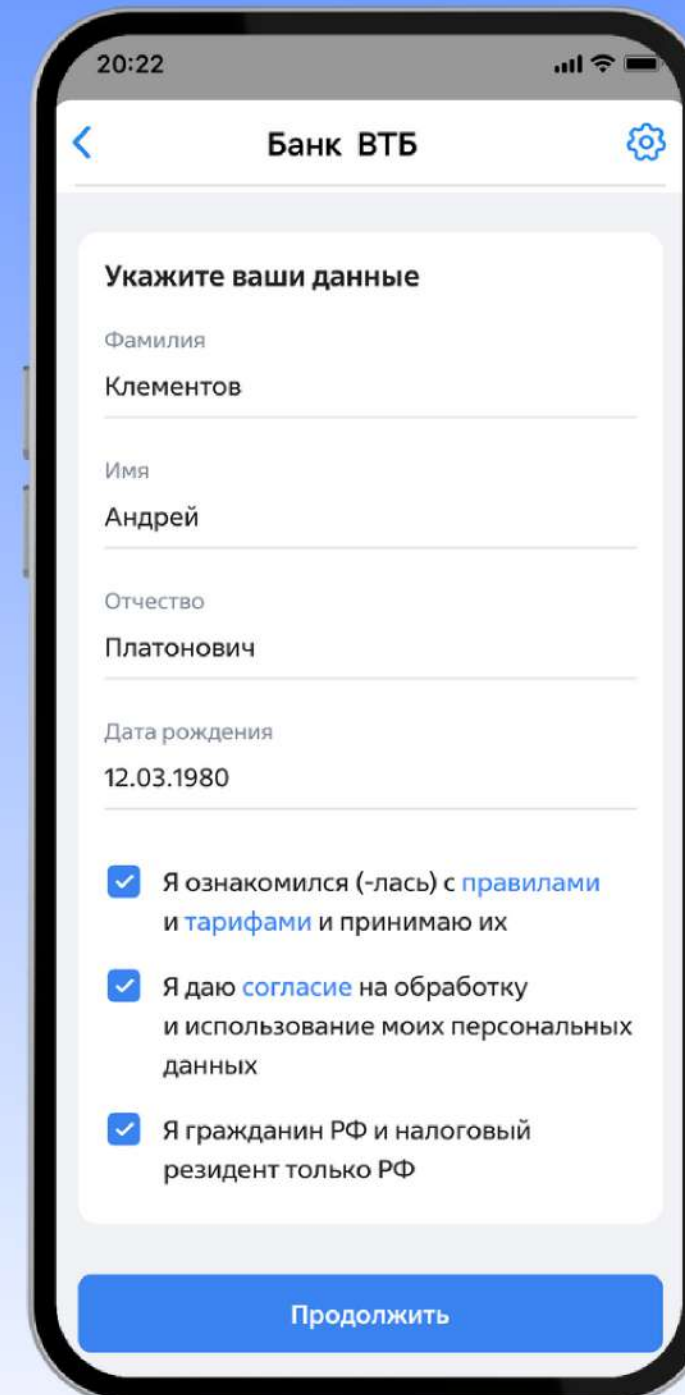 20:22
Банк ВТБ
Укажите ваши данные
Фамилия
Клементов
Имя
Андрей
Отчество
Платонович
Дата рождения
12.03.1980
Я ознакомился (-лась) с правилами
и тарифами и принимаю их
Я даю согласие на обработку
и использование моих персональных
данных
Я гражданин РФ и налоговый
резидент только РФ
Продолжить